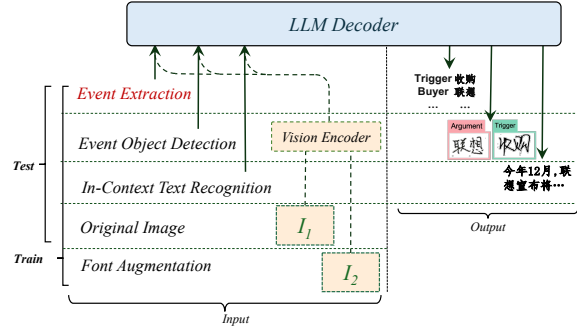 LLM Decoder
Trigger 收购
Buyer 联想
... ...
Event Extraction
Vision Encoder
Argument
Trigger
联想
收购
Event Object Detection
Test
In-Context Text Recognition
今年12月,联
想宣布将...
Original Image
I_1
Output
Train
Font Augmentation
I_2
Input